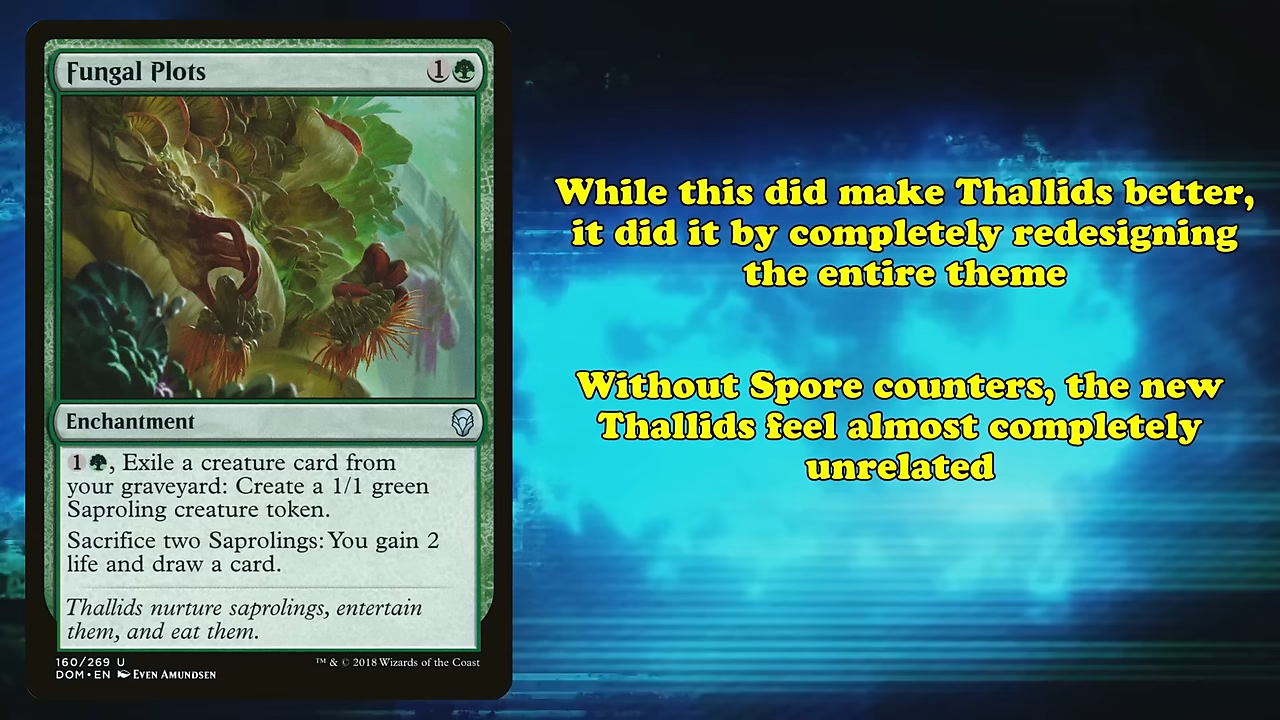 Fungal Plots
1
Enchantment
1 , Exile a creature card from
your graveyard: Create a 1/1 green
Saproling creature token.
Sacrifice two Saprolings: You gain 2
life and draw a card.
Thallids nurture saprolings, entertain
them, and eat them.
160/269 U
DOM • EN Even Amundsen
™ & © 2018 Wizards of the Coast
While this did make Thallids better,
it did it by completely redesigning
the entire theme
Without Spore counters, the new
Thallids feel almost completely
unrelated